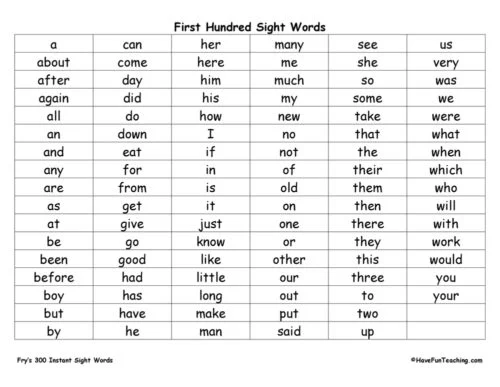 First Hundred Sight Words
a can her many see us
about come here me she very
after day him much so was
again did his my some we
all do how new take were
an down I no that what
and eat if not the when
any for in of their which
are from is old them who
as get it on then will
at give just one there with
be go know or they work
been good like other this would
before had little our three you
boy has long out to your
but have make put two
by he man said up
Fry's 300 Instant Sight Words ©HaveFunTeaching.com